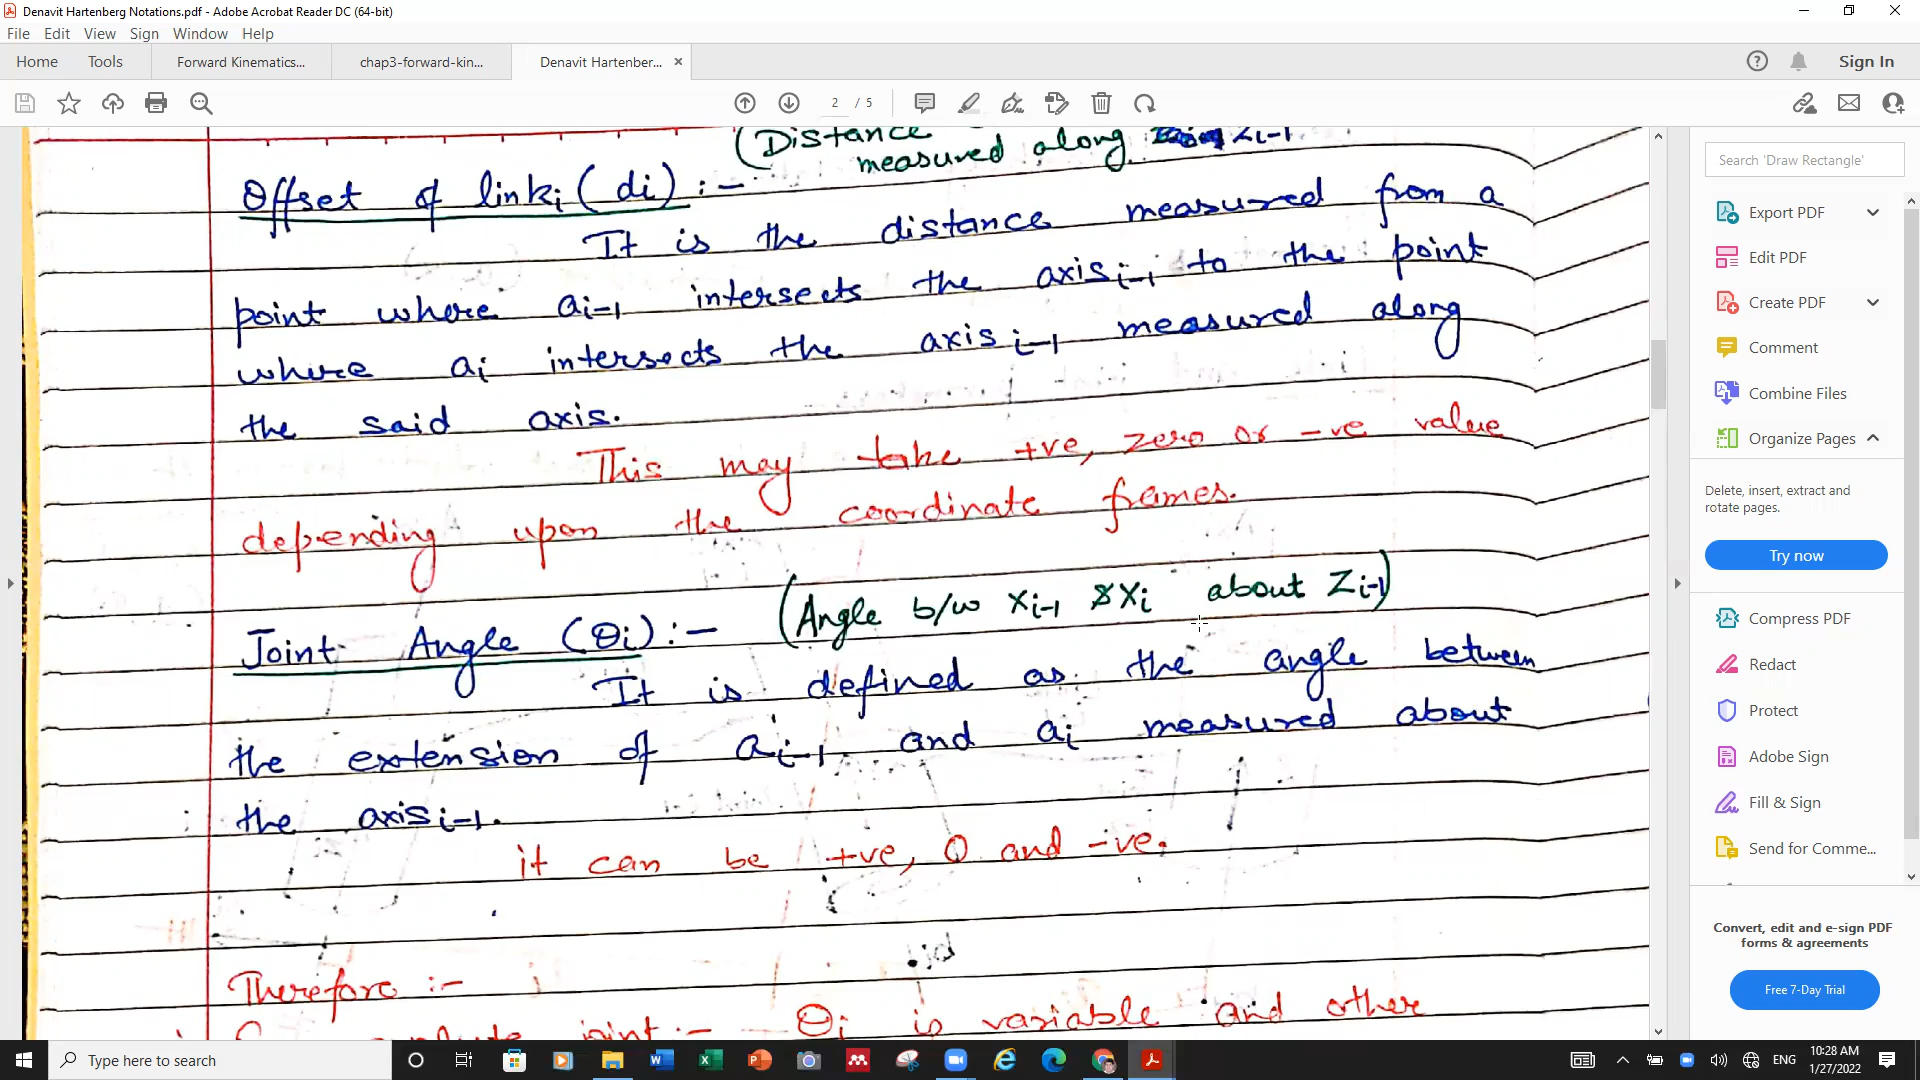 Denavit Hartenberg Notations.pdf - Adobe Acrobat Reader DC (64-bit)
File Edit View Sign Window Help
Home Tools Forward Kinematics... chap3-forward-kin... Denavit Hartenber... Sign In
2 / 5
(Distance
measured along Zi-1
Offset of linki (di) :-
It is the distance measured from a
point where ai-1 intersects the axisi-1 to the point
where ai intersects the axisi-1 measured along
the said axis.
This may take +ve, zero or -ve value
depending upon the coordinate frames.
(Angle b/w Xi-1 & Xi about Zi-1)
Joint Angle (θi) :-
It is defined as the angle between
the extension of ai-1 and ai measured about
the axisi-1.
it can be +ve, 0 and -ve.
Therefore :-
joint :- θi is variable and other
Search 'Draw Rectangle'
Export PDF
Edit PDF
Create PDF
Comment
Combine Files
Organize Pages
Delete, insert, extract and
rotate pages.
Try now
Compress PDF
Redact
Protect
Adobe Sign
Fill & Sign
Send for Comme...
Convert, edit and e-sign PDF
forms & agreements
Free 7-Day Trial
Type here to search
ENG
10:28 AM
1/27/2022